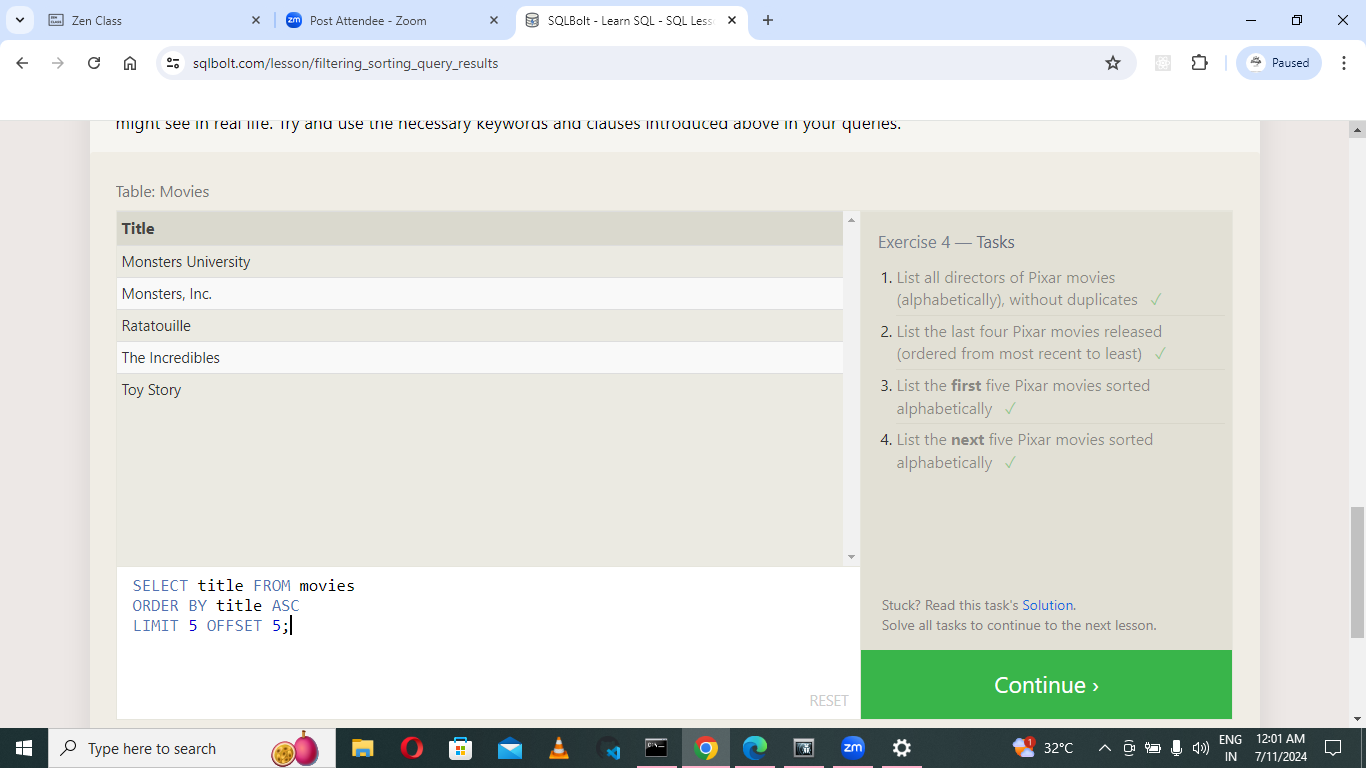 Zen Class
zm Post Attendee - Zoom
SQLBolt - Learn SQL - SQL Less
sqlbolt.com/lesson/filtering_sorting_query_results
Paused
might see in real life. Try and use the necessary keywords and clauses introduced above in your queries.
Table: Movies
Title
Monsters University
Monsters, Inc.
Ratatouille
The Incredibles
Toy Story
SELECT title FROM movies
ORDER BY title ASC
LIMIT 5 OFFSET 5;
RESET
Exercise 4 — Tasks
1. List all directors of Pixar movies
(alphabetically), without duplicates ✓
2. List the last four Pixar movies released
(ordered from most recent to least) ✓
3. List the first five Pixar movies sorted
alphabetically ✓
4. List the next five Pixar movies sorted
alphabetically ✓
Stuck? Read this task's Solution.
Solve all tasks to continue to the next lesson.
Continue ›
Type here to search
zm
1
32°C
ENG
IN
12:01 AM
7/11/2024